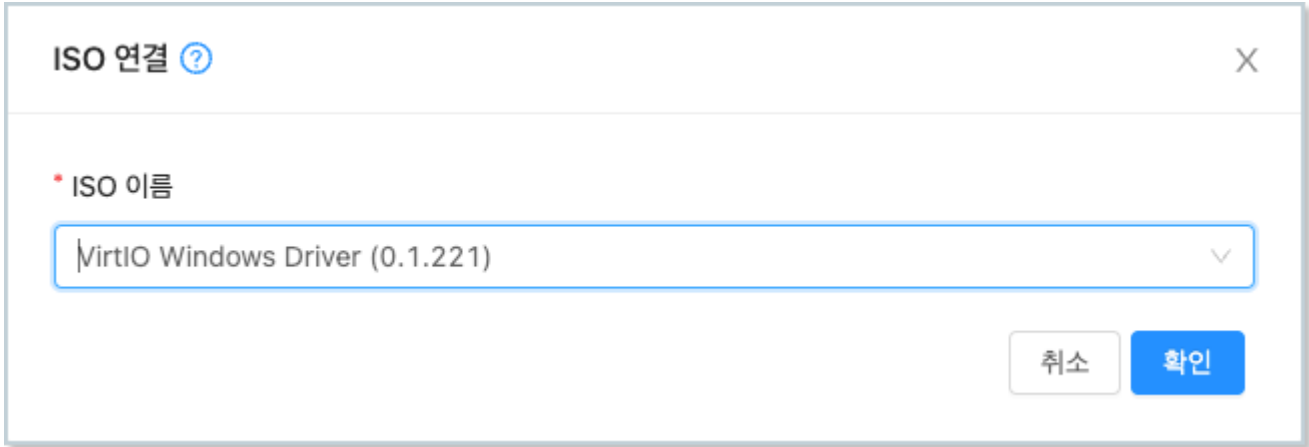 ISO 연결 ?
X
* ISO 이름
VirtIO Windows Driver (0.1.221)
취소 확인